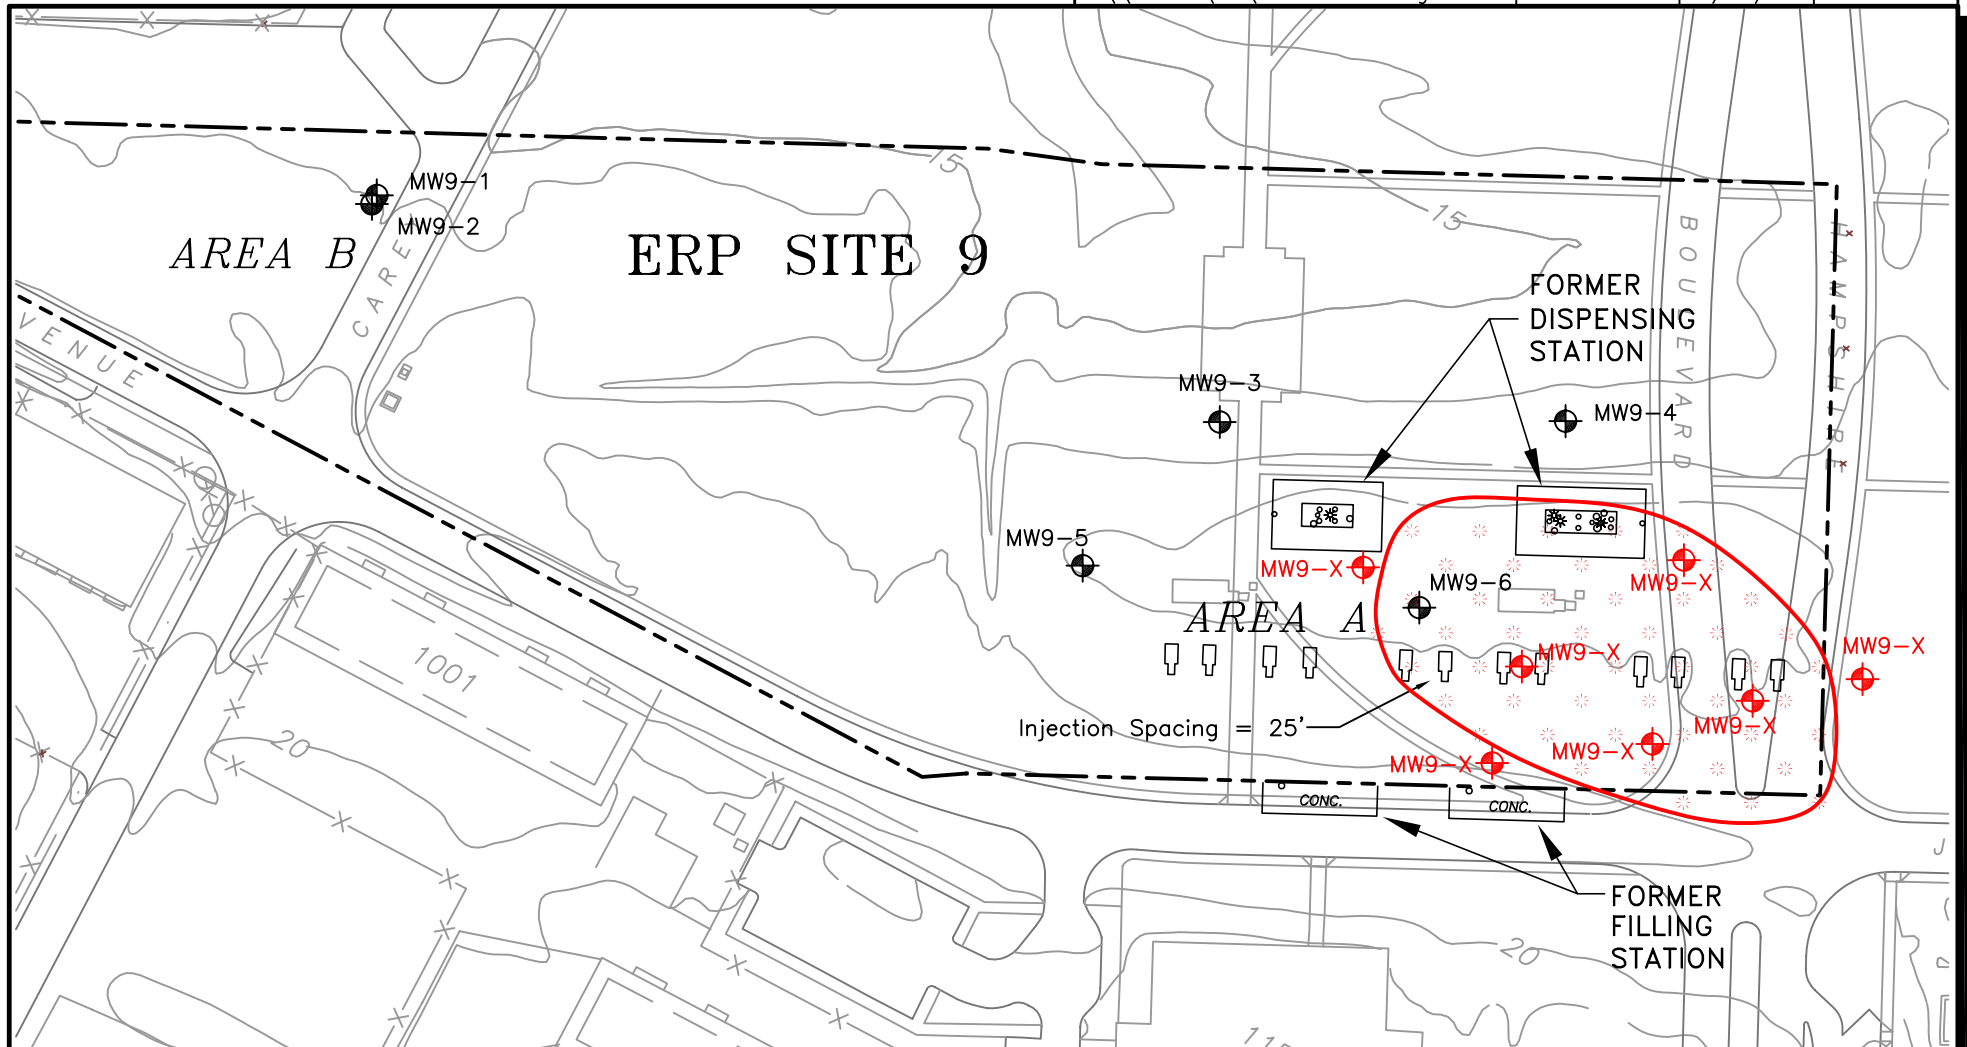 15
MW9-1
MW9-2
AREA B
CAREY
ERP SITE 9
15
BOULEVARD
HAMPSHIRE
FORMER
DISPENSING
STATION
VENUE
MW9-3
MW9-4
MW9-5
MW9-X
MW9-6
MW9-X
AREA A
MW9-X
MW9-X
1001
Injection Spacing = 25'
MW9-X
MW9-X
MW9-X
20
CONC.
CONC.
J
FORMER
FILLING
STATION
20